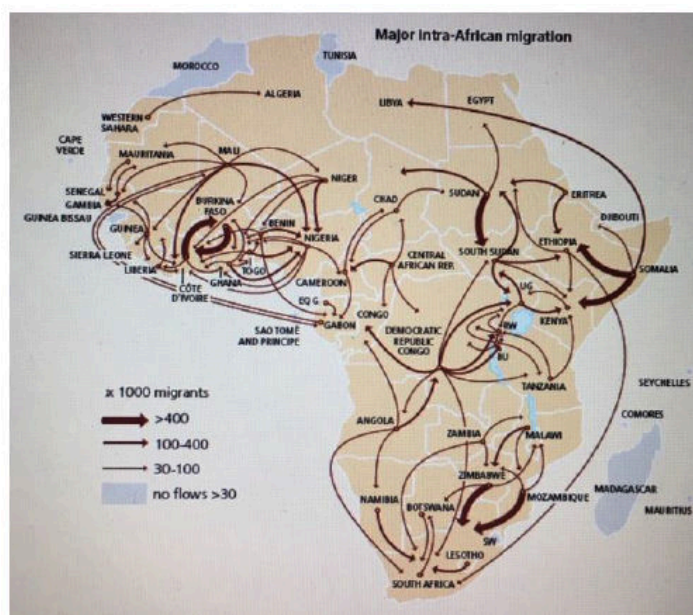 Major intra-African migration
TUNISIA
MOROCCO
ALGERIA
LIBYA
EGYPT
WESTERN
SAHARA
CAPE
VERDE
MAURITANIA
MALI
NIGER
SENEGAL
GAMBIA
GUINEA BISSAU
BURKINA
FASO
CHAD
SUDAN
ERITREA
DJIBOUTI
GUINEA
BENIN
NIGERIA
ETHIOPIA
SIERRA LEONE
LIBERIA
CÔTE
D'IVOIRE
GHANA
TOGO
CAMEROON
CENTRAL
AFRICAN REP.
SOUTH SUDAN
SOMALIA
EQ G.
SAO TOMÉ
AND PRINCIPE
GABON
CONGO
DEMOCRATIC
REPUBLIC
CONGO
UG
RW
BU
KENYA
TANZANIA
SEYCHELLES
COMORES
x 1000 migrants
>400
100-400
30-100
no flows >30
ANGOLA
ZAMBIA
MALAWI
ZIMBABWE
MOZAMBIQUE
MADAGASCAR
MAURITIUS
NAMIBIA
BOTSWANA
SW
LESOTHO
SOUTH AFRICA